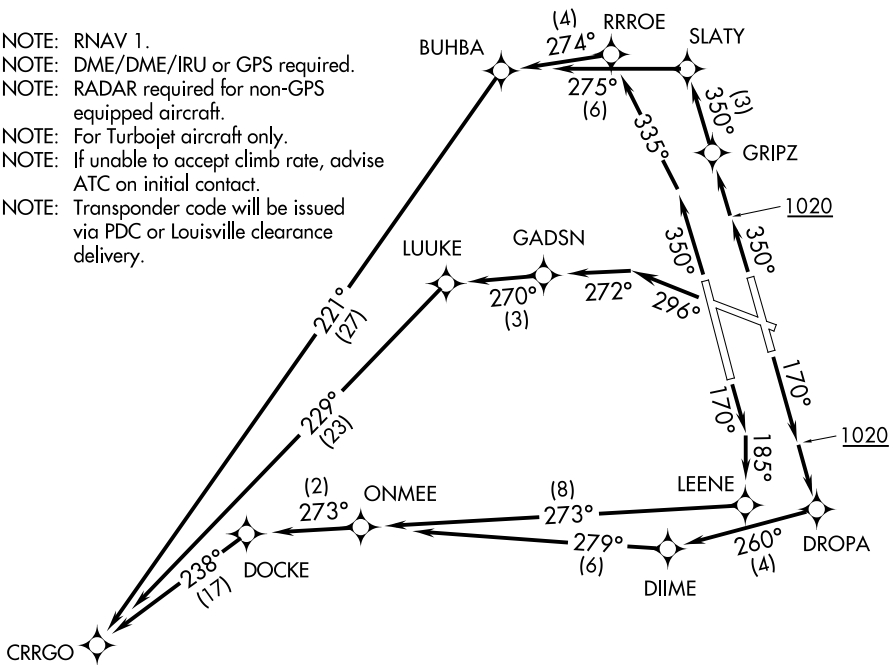 NOTE: RNAV 1.
NOTE: DME/DME/IRU or GPS required.
NOTE: RADAR required for non-GPS
equipped aircraft.
NOTE: For Turbojet aircraft only.
NOTE: If unable to accept climb rate, advise
ATC on initial contact.
NOTE: Transponder code will be issued
via PDC or Louisville clearance
delivery.
BUHBA
(4)
274°
RRROE
SLATY
275°
(6)
350°
(3)
335°
GRIPZ
1020
350°
350°
LUUKE
GADSN
270°
(3)
272°
296°
221°
(27)
229°
(23)
170°
170°
185°
1020
(2)
273°
ONMEE
(8)
273°
LEENE
279°
(6)
260°
(4)
DROPA
DIIME
DOCKE
238°
(17)
CRRGO